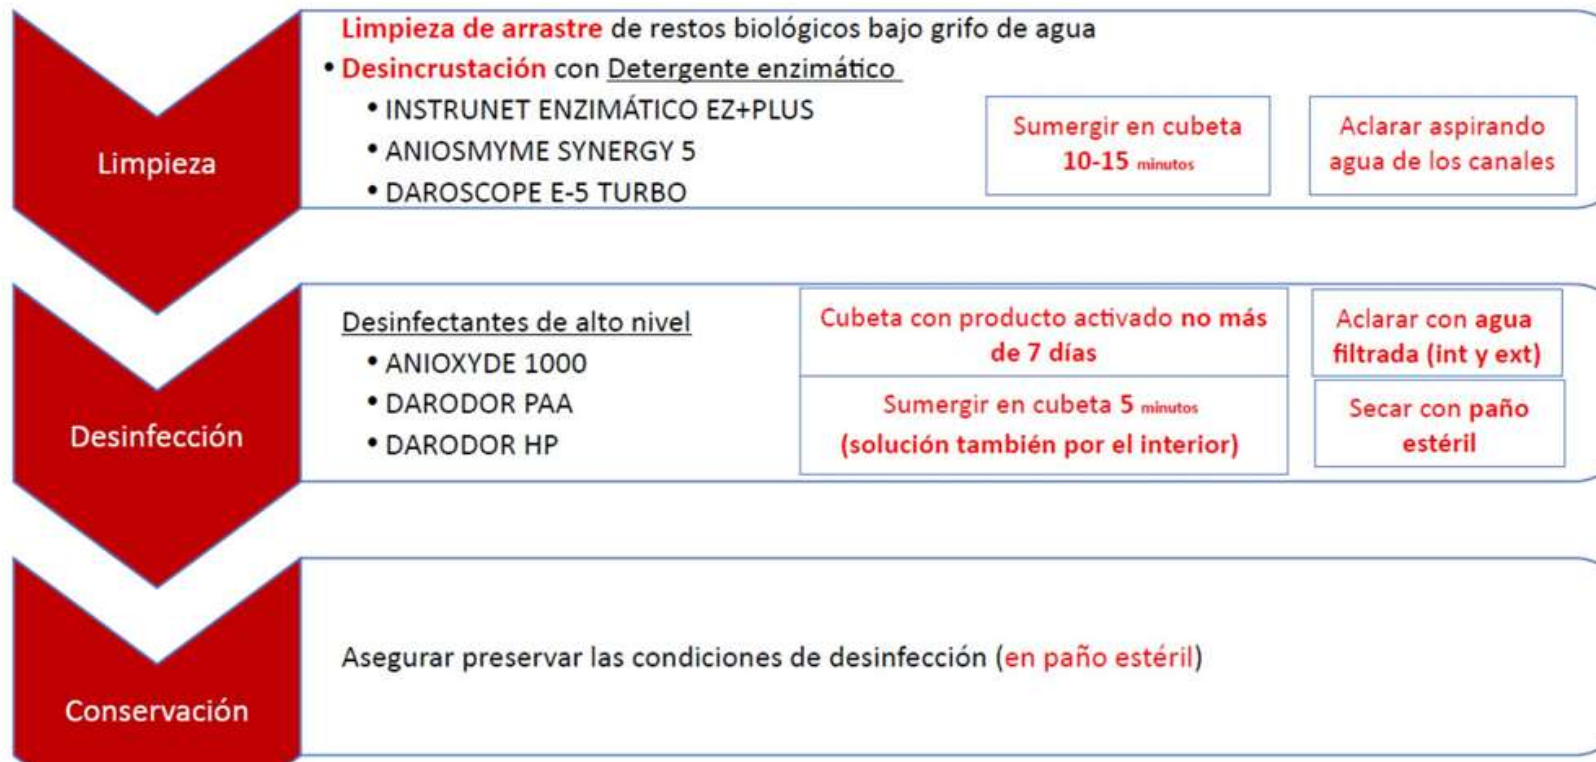 Limpieza
Limpieza de arrastre de restos biológicos bajo grifo de agua
• Desincrustación con Detergente enzimático
• INSTRUNET ENZIMÁTICO EZ+PLUS
• ANIOSMYME SYNERGY 5
• DAROSCOPE E-5 TURBO
Sumergir en cubeta
10-15 minutos
Aclarar aspirando
agua de los canales
Desinfección
Desinfectantes de alto nivel
• ANIOXYDE 1000
• DARODOR PAA
• DARODOR HP
Cubeta con producto activado no más
de 7 días
Sumergir en cubeta 5 minutos
(solución también por el interior)
Aclarar con agua
filtrada (int y ext)
Secar con paño
estéril
Conservación
Asegurar preservar las condiciones de desinfección (en paño estéril)